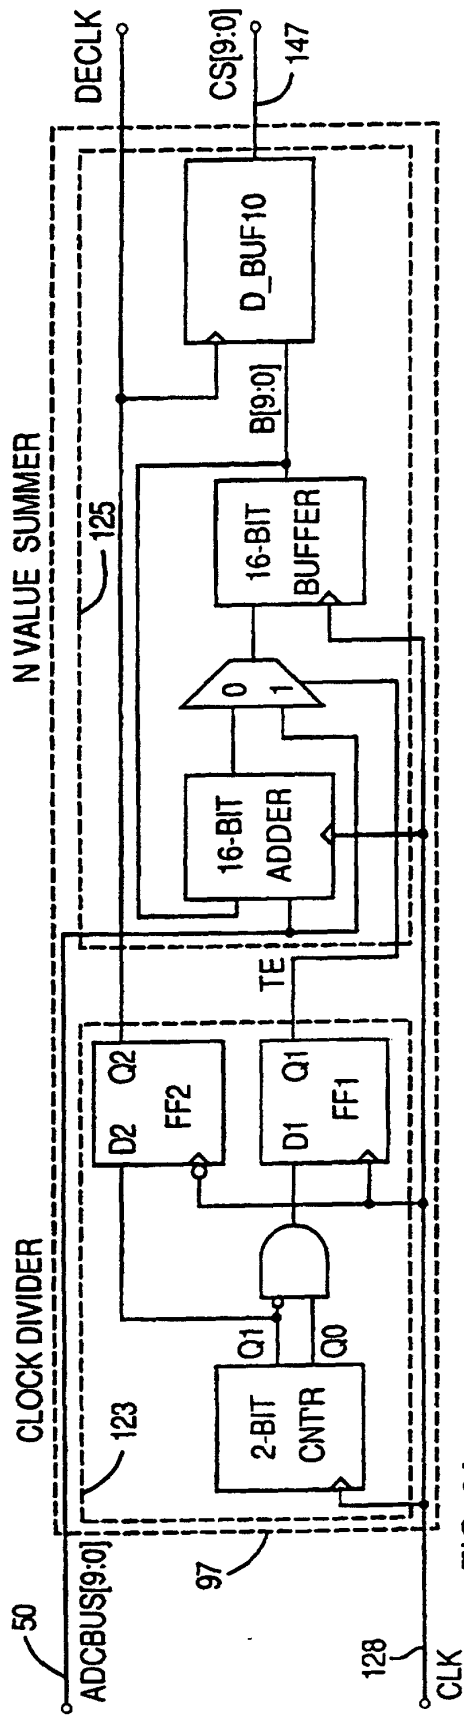 50
ADCBUS[9:0]
CLOCK DIVIDER
N VALUE SUMMER
DECLK
123
125
D2 Q2
FF2
TE
D1 Q1
FF1
Q1
Q0
2-BIT
CNTR
16-BIT
ADDER
0
1
16-BIT
BUFFER
B[9:0]
D_BUF10
CS[9:0]
147
97
128
CLK